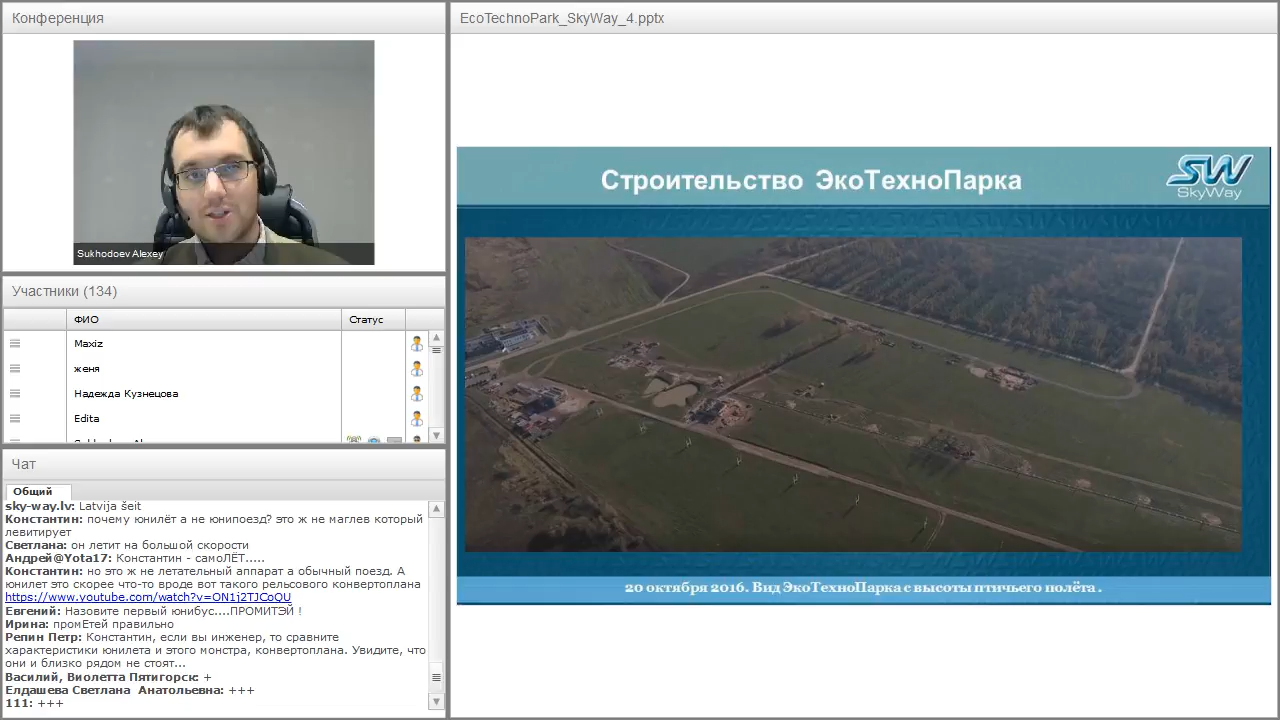 Конференция
Sukhodoev Alexey
Участники (134)
ФИО
Статус
Maxiz
женя
Надежда Кузнецова
Edita
Чат
Общий
sky-way.lv: Latvija šeit
Константин: почему юнилёт а не юнипоезд? это ж не маглев который
левитирует
Светлана: он летит на большой скорости
Андрей@Yota17: Константин - самоЛЁТ.....
Константин: но это ж не летательный аппарат а обычный поезд. А
юнилет это скорее что-то вроде вот такого рельсового конвертоплана
https://www.youtube.com/watch?v=ON1j2TJCoQU
Евгений: Назовите первый юнибус....ПРОМИТЭЙ !
Ирина: промЕтей правильно
Репин Петр: Константин, если вы инженер, то сравните
характеристики юнилета и этого монстра, конвертоплана. Увидите, что
они и близко рядом не стоят...
Василий, Виолетта Пятигорск: +
Елдашева Светлана  Анатольевна: +++
111: +++
EcoTechnoPark_SkyWay_4.pptx
Строительство ЭкоТехноПарка
SW
SkyWay
20 октября 2016. Вид ЭкоТехноПарка с высоты птичьего полёта .